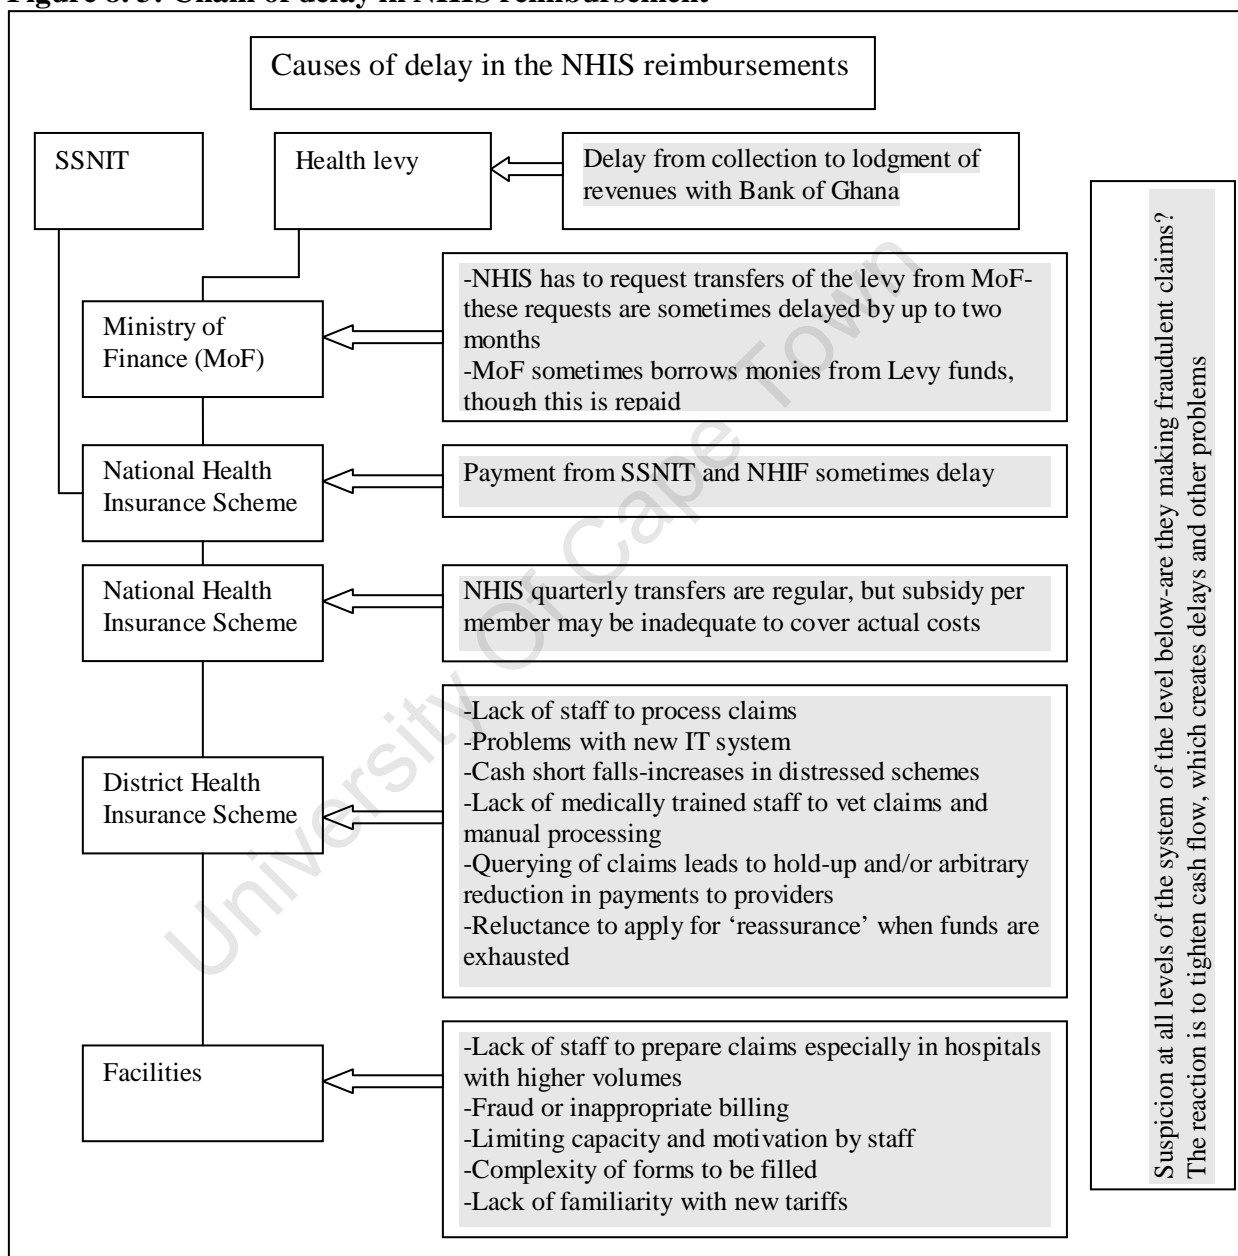 Chain of delay in NHIS reimbursement
Causes of delay in the NHIS reimbursements
SSNIT
Health levy
Delay from collection to lodgment of
revenues with Bank of Ghana
Ministry of
Finance (MoF)
-NHIS has to request transfers of the levy from MoF-
these requests are sometimes delayed by up to two
months
-MoF sometimes borrows monies from Levy funds,
though this is repaid
National Health
Insurance Scheme
Payment from SSNIT and NHIF sometimes delay
National Health
Insurance Scheme
NHIS quarterly transfers are regular, but subsidy per
member may be inadequate to cover actual costs
District Health
Insurance Scheme
-Lack of staff to process claims
-Problems with new IT system
-Cash short falls-increases in distressed schemes
-Lack of medically trained staff to vet claims and
manual processing
-Querying of claims leads to hold-up and/or arbitrary
reduction in payments to providers
-Reluctance to apply for ‘reassurance’ when funds are
exhausted
Facilities
-Lack of staff to prepare claims especially in hospitals
with higher volumes
-Fraud or inappropriate billing
-Limiting capacity and motivation by staff
-Complexity of forms to be filled
-Lack of familiarity with new tariffs
Suspicion at all levels of the system of the level below-are they making fraudulent claims?
The reaction is to tighten cash flow, which creates delays and other problems
University Of Cape Town